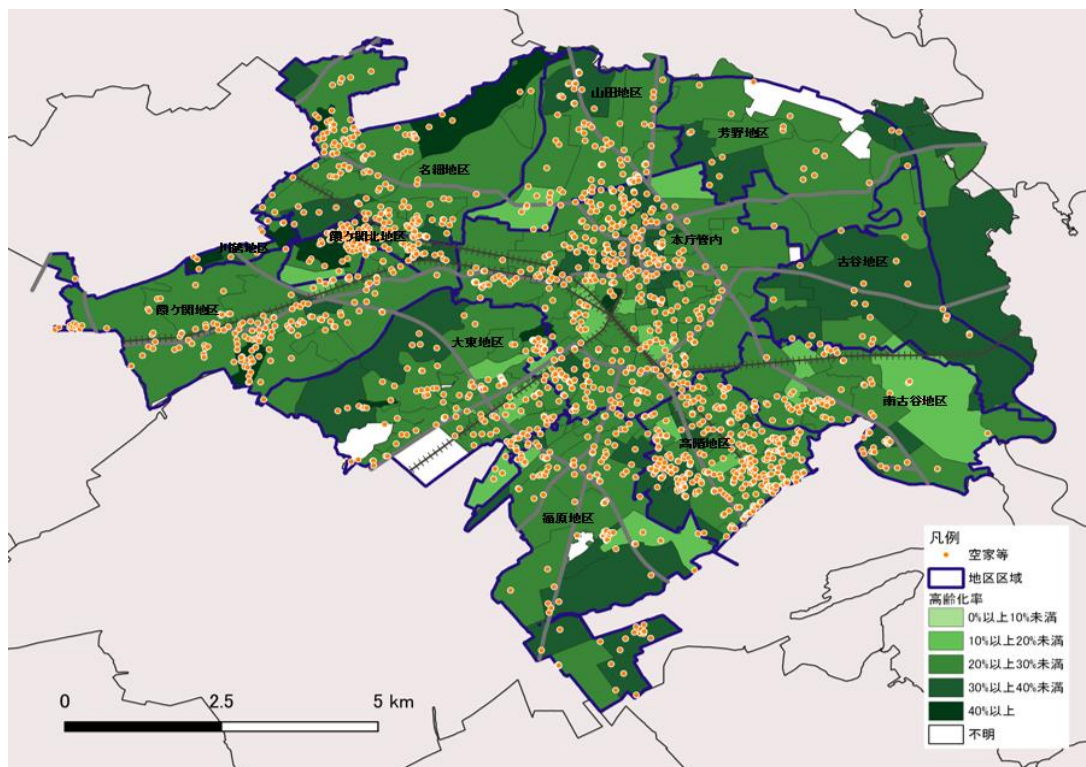 山田地区
芳野地区
名細地区
霞ケ関北地区
本庁管内
川鶴地区
古谷地区
霞ケ関地区
大東地区
南古谷地区
高階地区
福原地区
凡例
空家等
地区区域
高齢化率
0%以上10%未満
10%以上20%未満
20%以上30%未満
30%以上40%未満
40%以上
不明
0 2.5 5 km